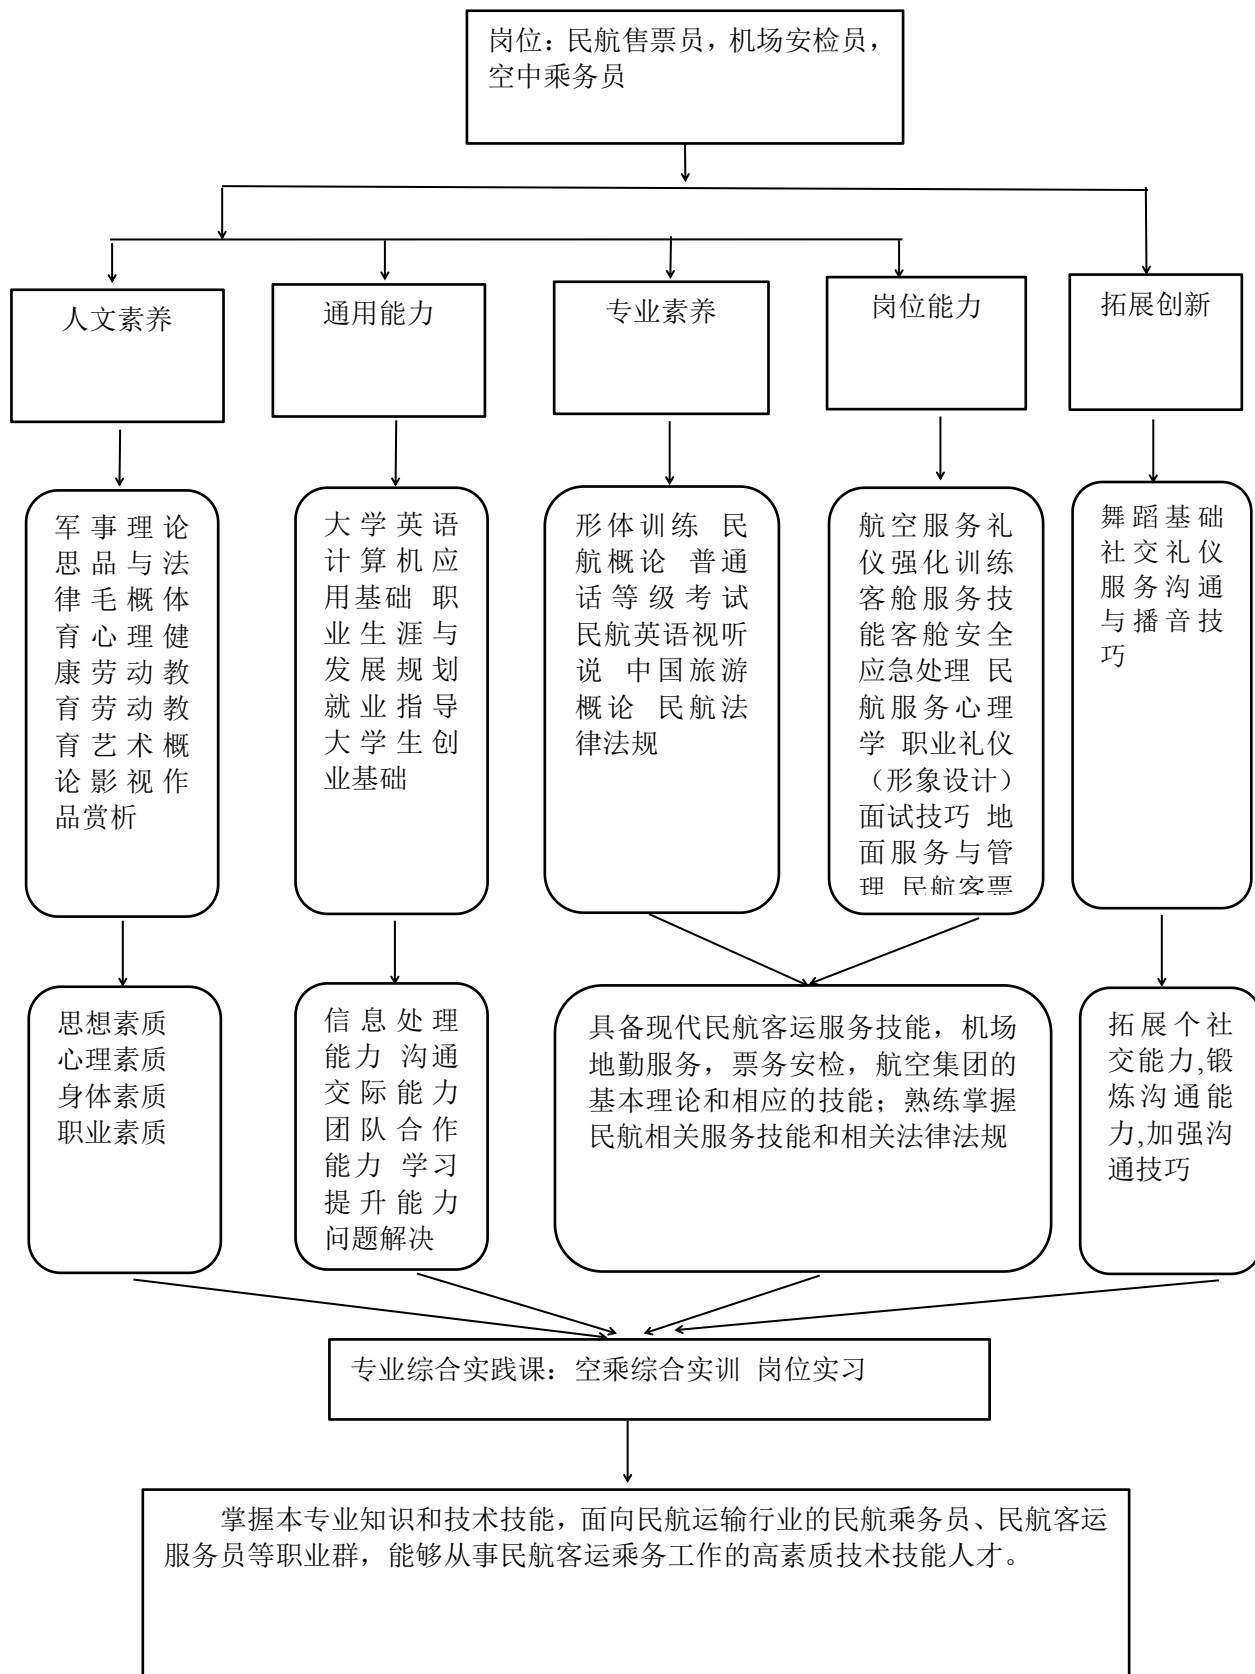 岗位：民航售票员，机场安检员，
空中乘务员
人文素养
通用能力
专业素养
岗位能力
拓展创新
军事理论
思品与法
律毛概体
育心理健
康劳动教
育劳动教
育艺术概
论影视作
品赏析
大学英语
计算机应
用基础 职
业生涯与
发展规划
就业指导
大学生创
业基础
形体训练 民
航概论 普通
话等级考试
民航英语视听
说 中国旅游
概论 民航法
律法规
航空服务礼
仪强化训练
客舱服务技
能客舱安全
应急处理 民
航服务心理
学 职业礼仪
（形象设计）
面试技巧 地
面服务与管
理 民航客票
舞蹈基础
社交礼仪
服务沟通
与播音技
巧
思想素质
心理素质
身体素质
职业素质
信息处理
能力 沟通
交际能力
团队合作
能力 学习
提升能力
问题解决
具备现代民航客运服务技能，机场
地勤服务，票务安检，航空集团的
基本理论和相应的技能；熟练掌握
民航相关服务技能和相关法律法规
拓展个社
交能力,锻
炼沟通能
力,加强沟
通技巧
专业综合实践课：空乘综合实训 岗位实习
掌握本专业知识和技术技能，面向民航运输行业的民航乘务员、民航客运
服务员等职业群，能够从事民航客运乘务工作的高素质技术技能人才。